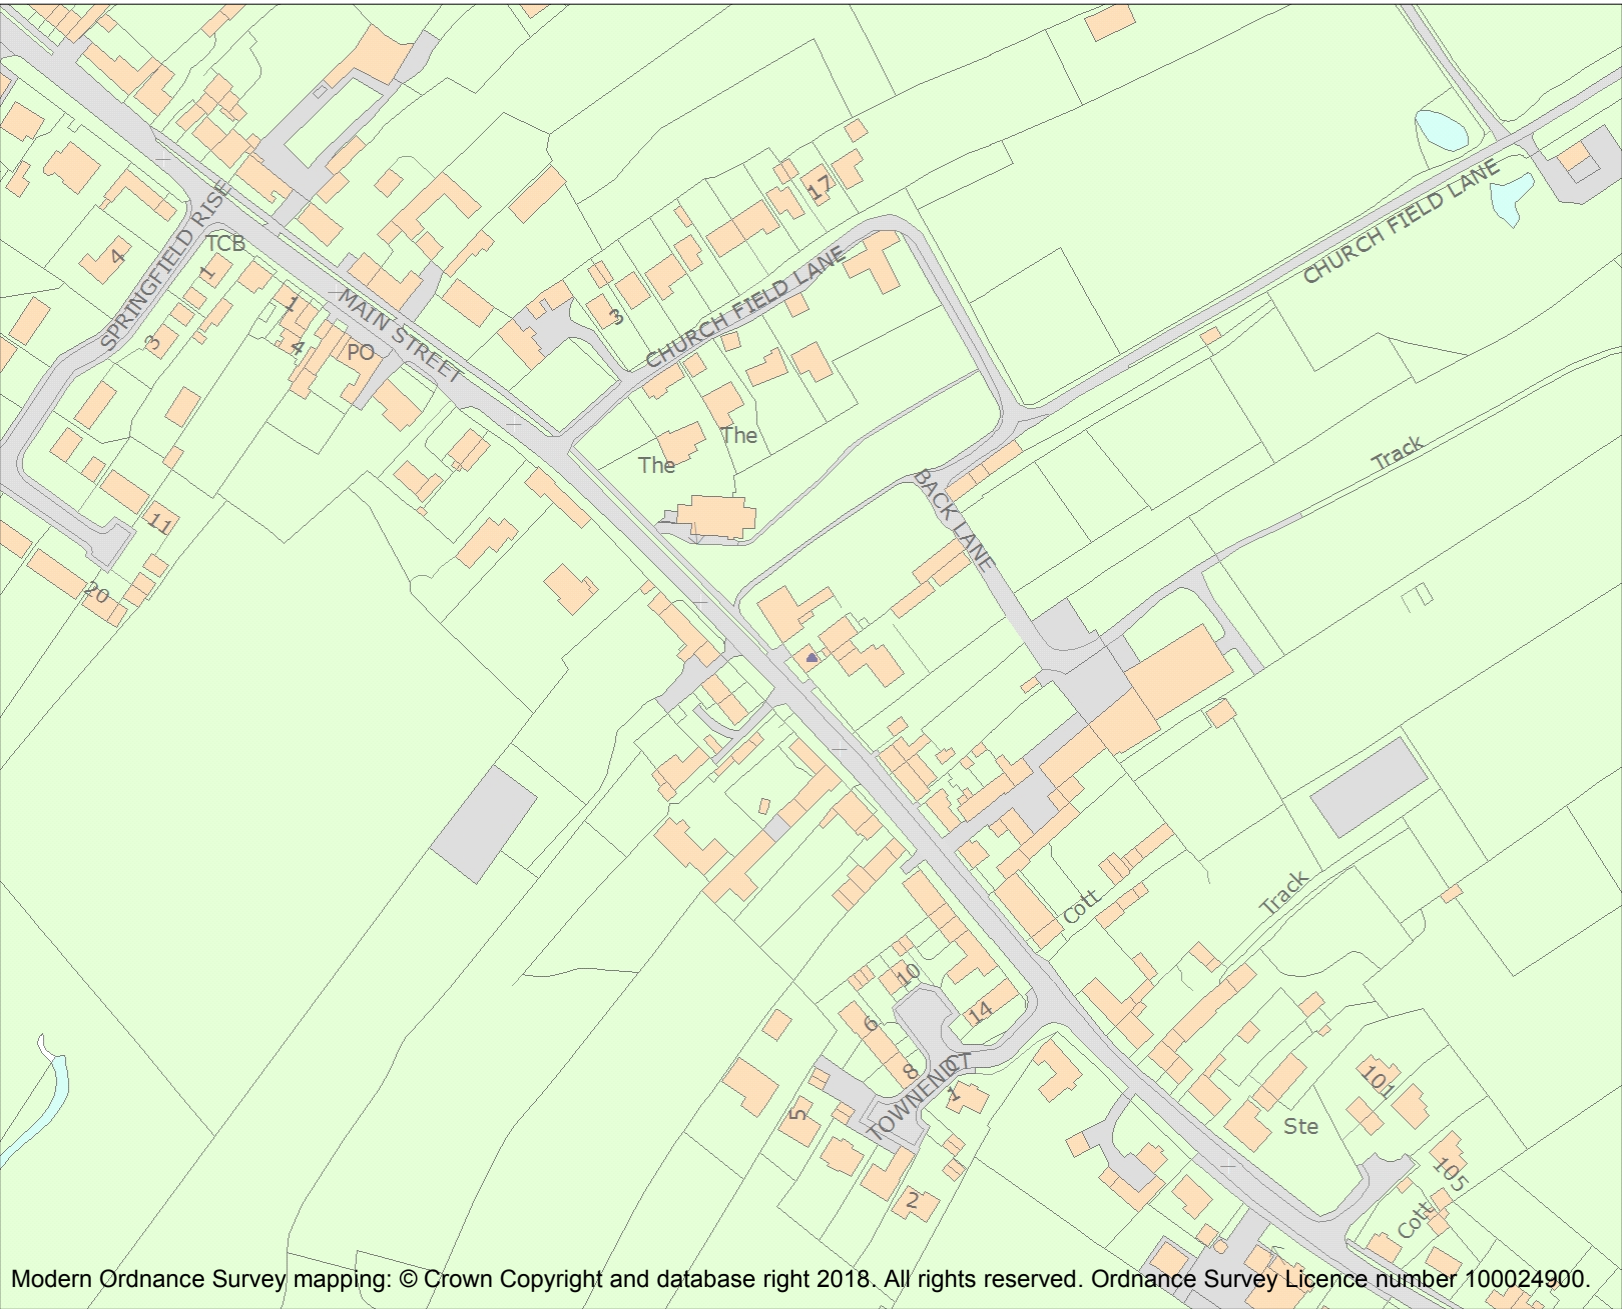 17
CHURCH FIELD LANE
SPRINGFIELD RISE
TCB
4
1
1
MAIN STREET
3
CHURCH FIELD LANE
3
4
PO
The
The
Track
BACK LANE
11
20
Track
Cott
10
14
6
8
TOWNEND CT
1
5
101
Ste
105
2
Cott
Modern Ordnance Survey mapping: © Crown Copyright and database right 2018. All rights reserved. Ordnance Survey Licence number 100024900.